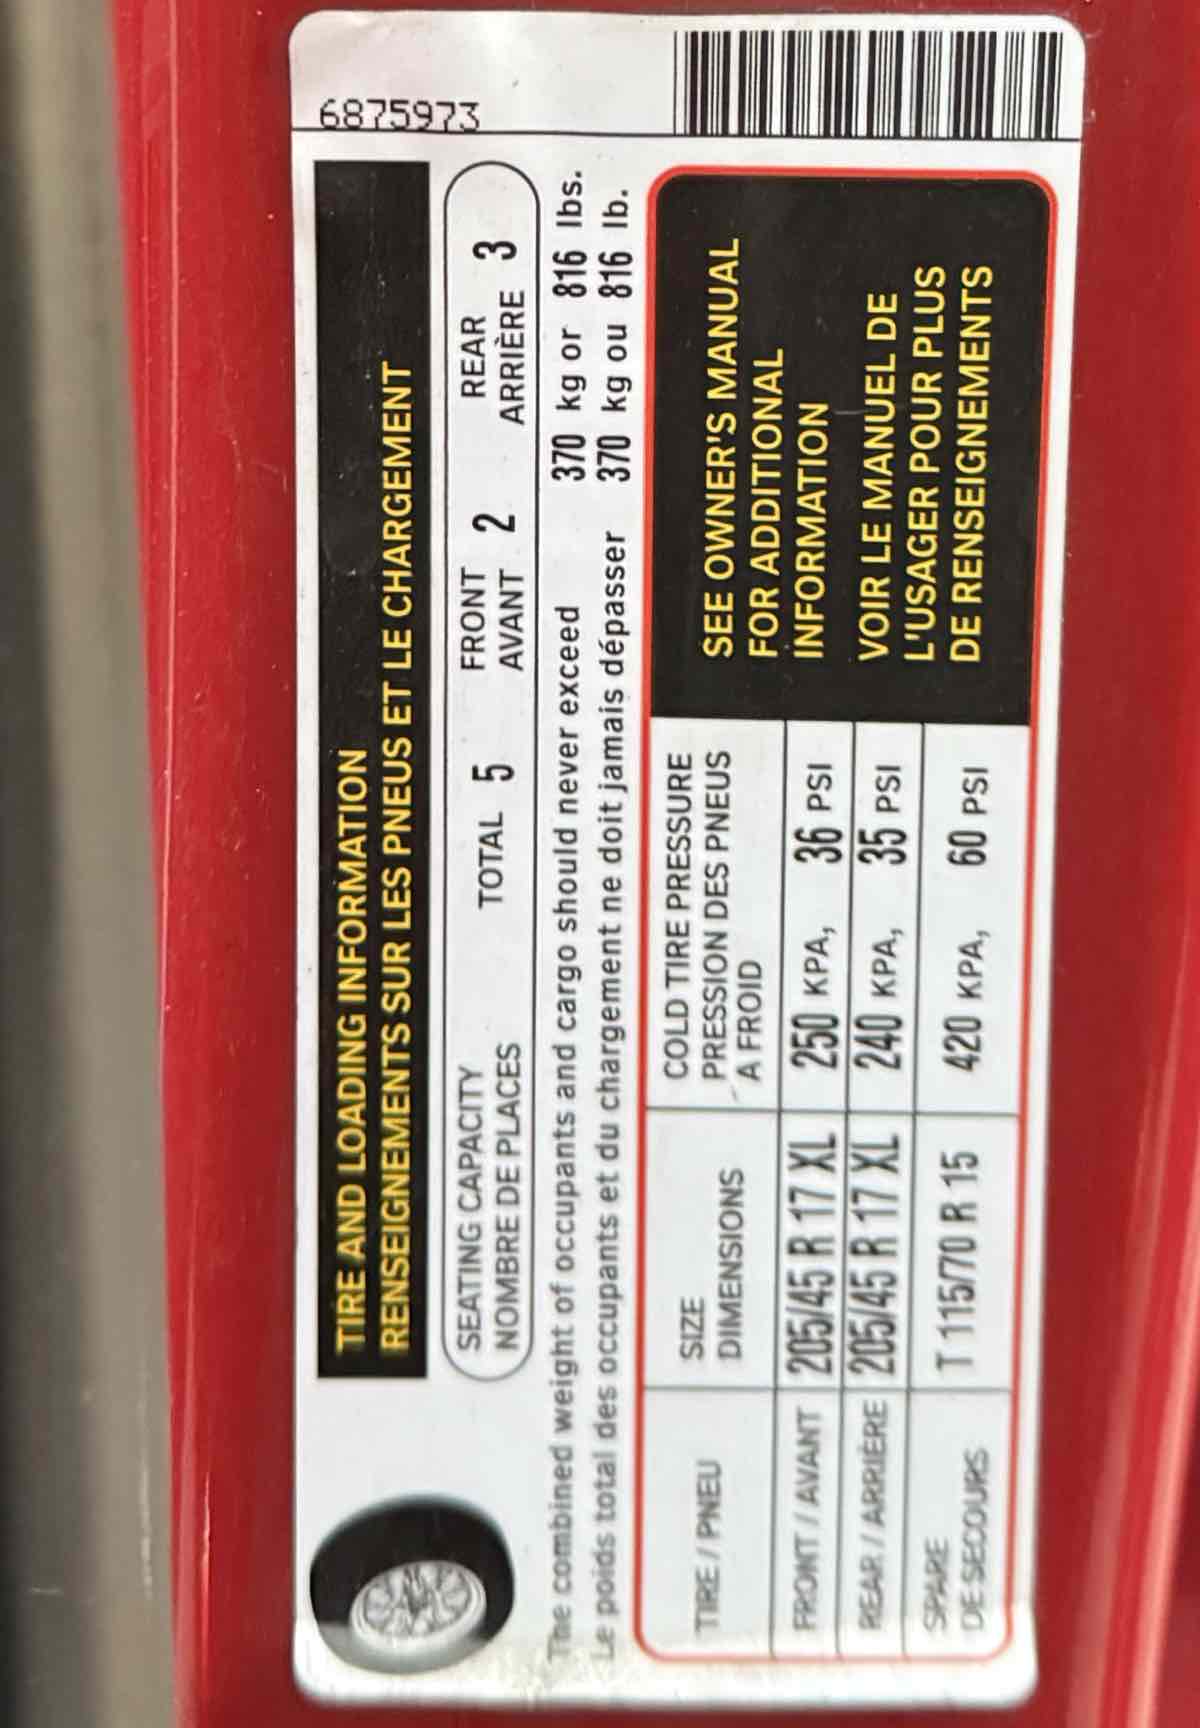 6875973
TIRE AND LOADING INFORMATION
RENSEIGNEMENTS SUR LES PNEUS ET LE CHARGEMENT
SEATING CAPACITY
NOMBRE DE PLACES
TOTAL 5
FRONT
AVANT 2
REAR
ARRIÈRE 3
The combined weight of occupants and cargo should never exceed 370 kg or 816 lbs.
Le poids total des occupants et du chargement ne doit jamais dépasser 370 kg ou 816 lb.
TIRE / PNEU
SIZE
DIMENSIONS
COLD TIRE PRESSURE
PRESSION DES PNEUS
A FROID
FRONT / AVANT 205/45 R 17 XL 250 KPA, 36 PSI
REAR / ARRIÈRE 205/45 R 17 XL 240 KPA, 35 PSI
SPARE
DE SECOURS
T 115/70 R 15 420 KPA, 60 PSI
SEE OWNER'S MANUAL
FOR ADDITIONAL
INFORMATION
VOIR LE MANUEL DE
L'USAGER POUR PLUS
DE RENSEIGNEMENTS